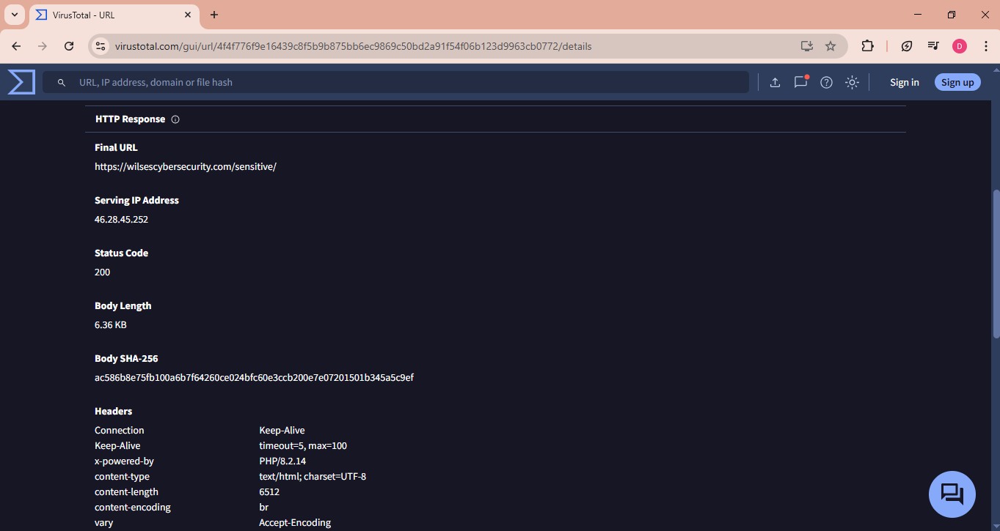 VirusTotal - URL
virustotal.com/gui/url/4f4f776f9e16439c8f5b9b875bb6ec9869c50bd2a91f54f06b123d9963cb0772/details
D
URL, IP address, domain or file hash
Sign in
Sign up
HTTP Response
Final URL
https://wilsescybersecurity.com/sensitive/
Serving IP Address
46.28.45.252
Status Code
200
Body Length
6.36 KB
Body SHA-256
ac586b8e75fb100a6b7f64260ce024bfc60e3ccb200e7e07201501b345a5c9ef
Headers
Connection Keep-Alive
Keep-Alive timeout=5, max=100
x-powered-by PHP/8.2.14
content-type text/html; charset=UTF-8
content-length 6512
content-encoding br
vary Accept-Encoding